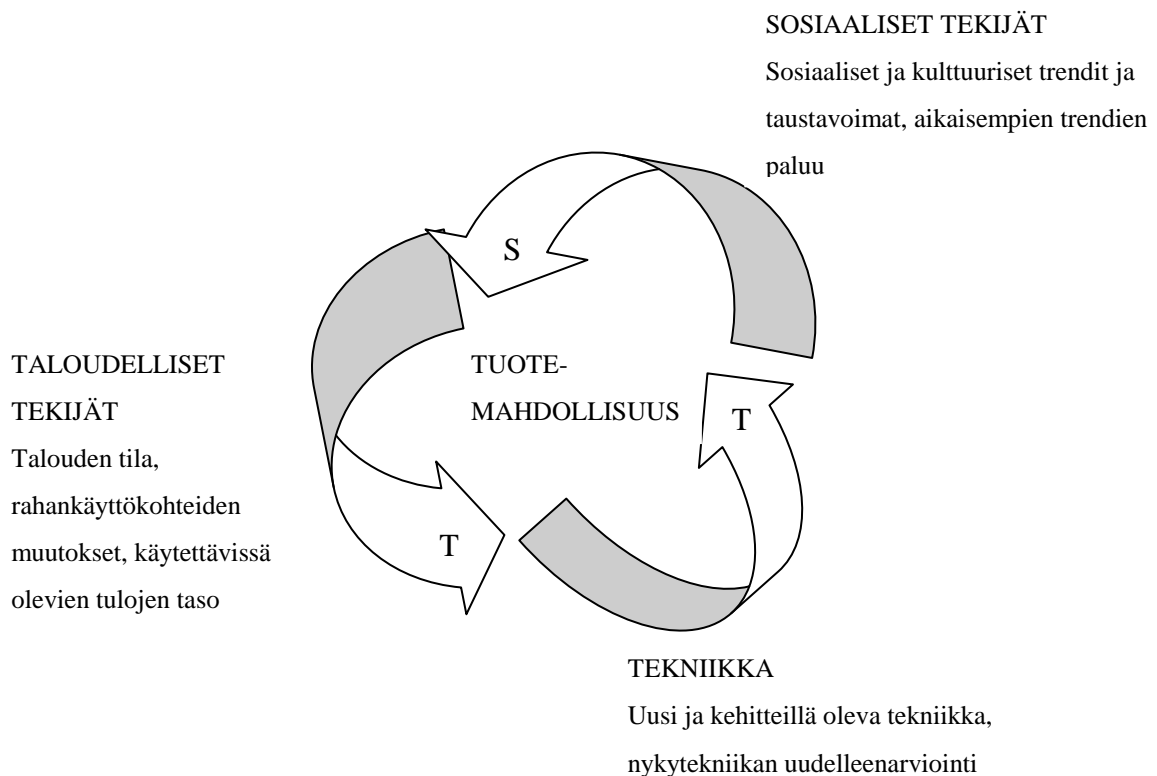 SOSIAALISET TEKIJÄT
Sosiaaliset ja kulttuuriset trendit ja
taustavoimat, aikaisempien trendien
paluu
S
TALOUDELLISET
TEKIJÄT
Talouden tila,
rahankäyttökohteiden
muutokset, käytettävissä
olevien tulojen taso
TUOTE-
MAHDOLLISUUS
T
T
TEKNIIKKA
Uusi ja kehitteillä oleva tekniikka,
nykytekniikan uudelleenarviointi